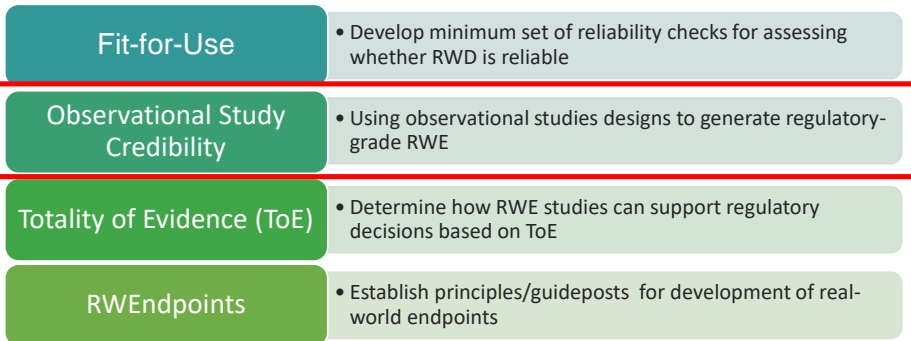 Fit-for-Use
• Develop minimum set of reliability checks for assessing
whether RWD is reliable
Observational Study
Credibility
• Using observational studies designs to generate regulatory-
grade RWE
Totality of Evidence (ToE)
• Determine how RWE studies can support regulatory
decisions based on ToE
RWEndpoints
• Establish principles/guideposts for development of real-
world endpoints